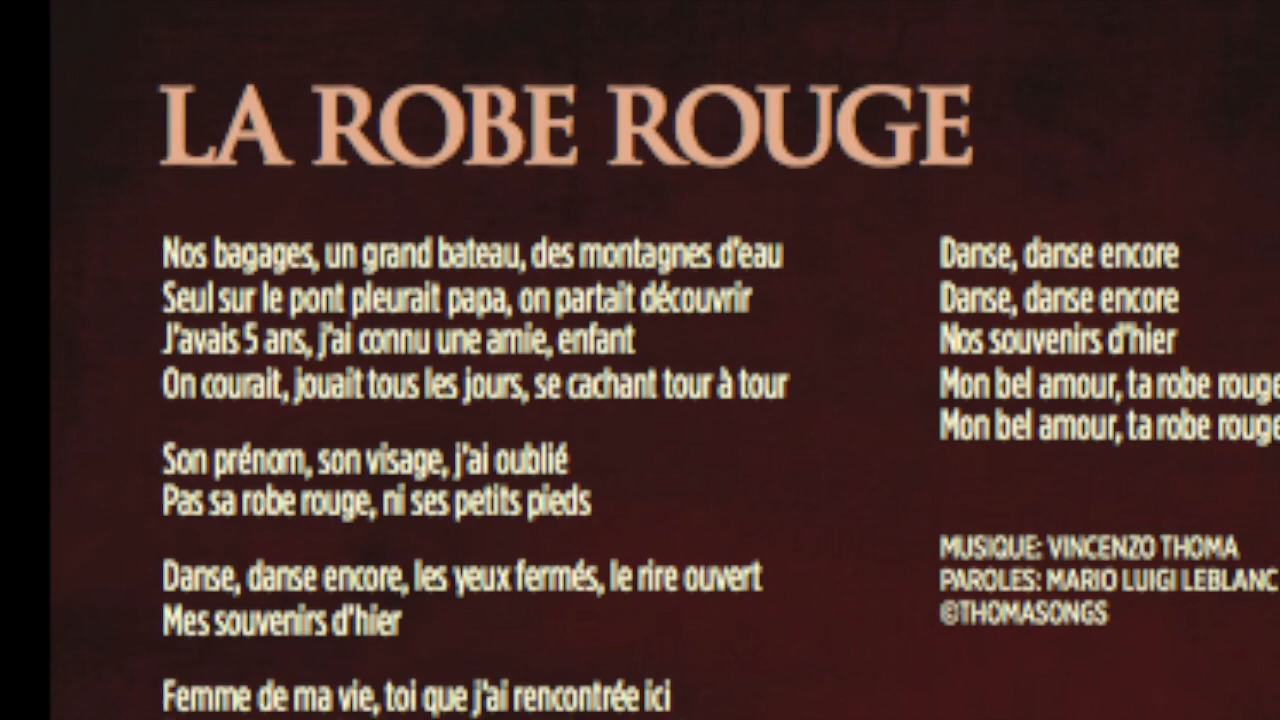 LA ROBE ROUGE
Nos bagages, un grand bateau, des montagnes d'eau
Seul sur le pont pleurait papa, on partait découvrir
J'avais 5 ans, j'ai connu une amie, enfant
On courait, jouait tous les jours, se cachant tour à tour
Son prénom, son visage, j'ai oublié
Pas sa robe rouge, ni ses petits pieds
Danse, danse encore, les yeux fermés, le rire ouvert
Mes souvenirs d'hier
Femme de ma vie, toi que j'ai rencontrée ici
Danse, danse encore
Danse, danse encore
Nos souvenirs d'hier
Mon bel amour, ta robe rouge
Mon bel amour, ta robe rouge
MUSIQUE: VINCENZO THOMA
PAROLES: MARIO LUIGI LEBLANC
©THOMASONGS